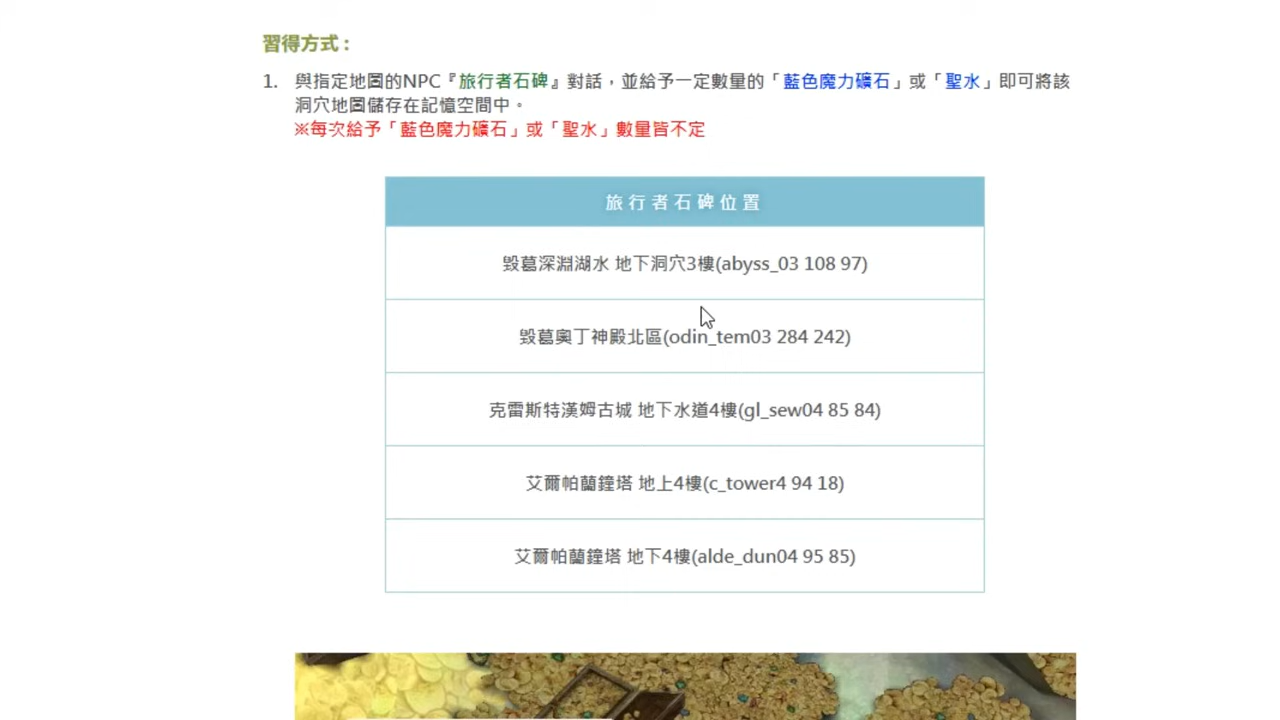 習得方式 :
1. 與指定地圖的NPC『旅行者石碑』對話，並給予一定數量的「藍色魔力礦石」或「聖水」即可將該
洞穴地圖儲存在記憶空間中。
※每次給予「藍色魔力礦石」或「聖水」數量皆不定
旅行者石碑位置
毀葛深淵湖水 地下洞穴3樓(abyss_03 108 97)
毀葛奧丁神殿北區(odin_tem03 284 242)
克雷斯特漢姆古城 地下水道4樓(gl_sew04 85 84)
艾爾帕蘭鐘塔 地上4樓(c_tower4 94 18)
艾爾帕蘭鐘塔 地下4樓(alde_dun04 95 85)